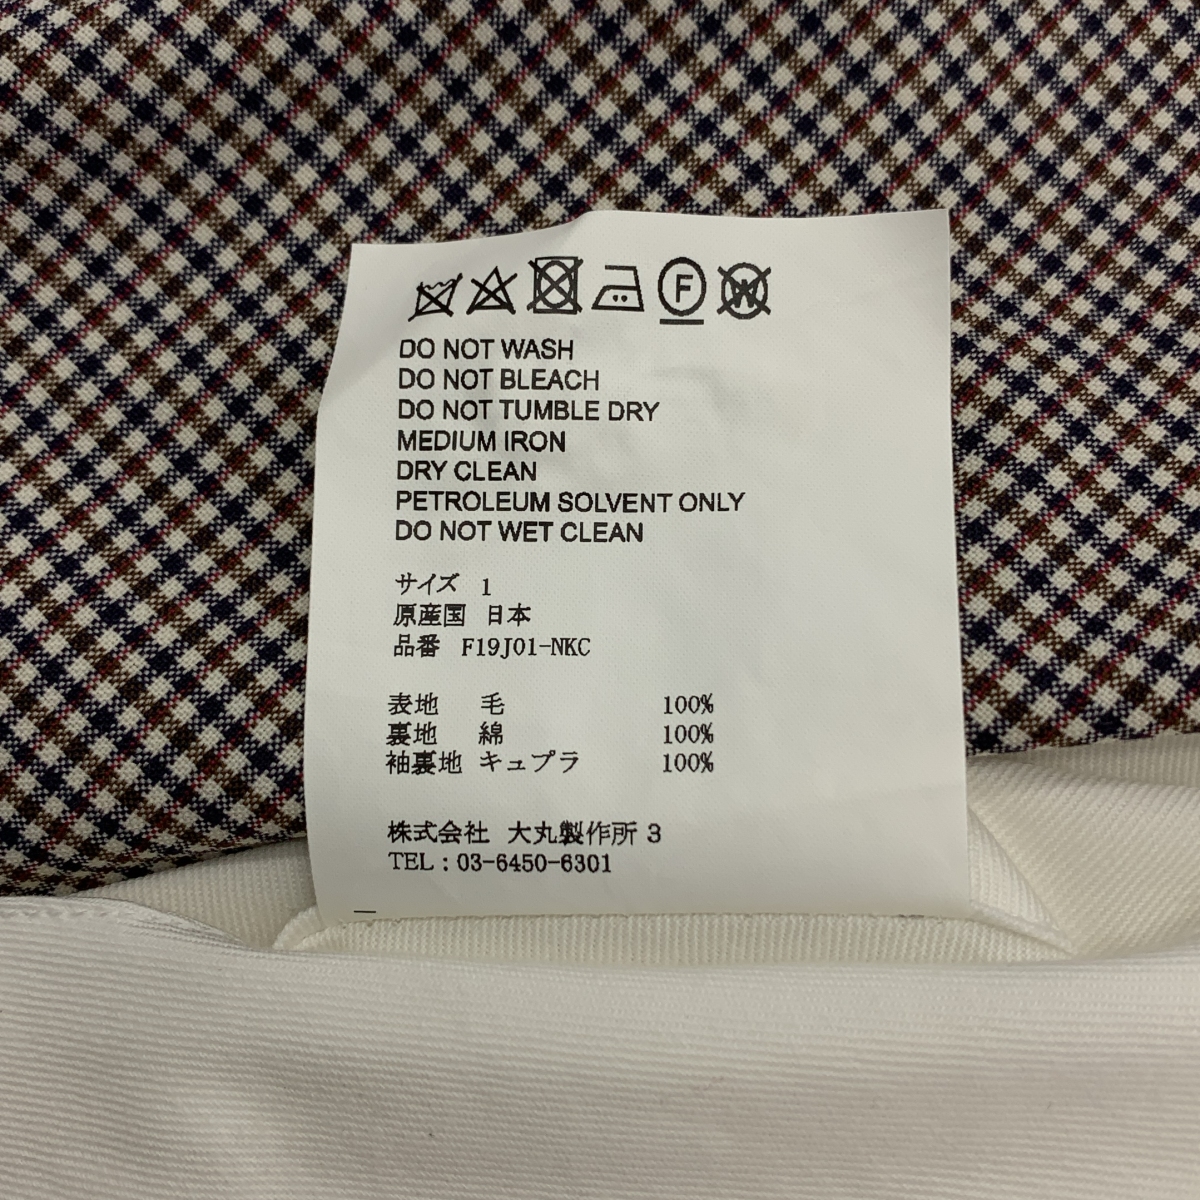 F W
DO NOT WASH
DO NOT BLEACH
DO NOT TUMBLE DRY
MEDIUM IRON
DRY CLEAN
PETROLEUM SOLVENT ONLY
DO NOT WET CLEAN
サイズ 1
原産国 日本
品番 F19J01-NKC
表地 毛 100%
裏地 綿 100%
袖裏地 キュプラ 100%
株式会社 大丸製作所 3
TEL : 03-6450-6301